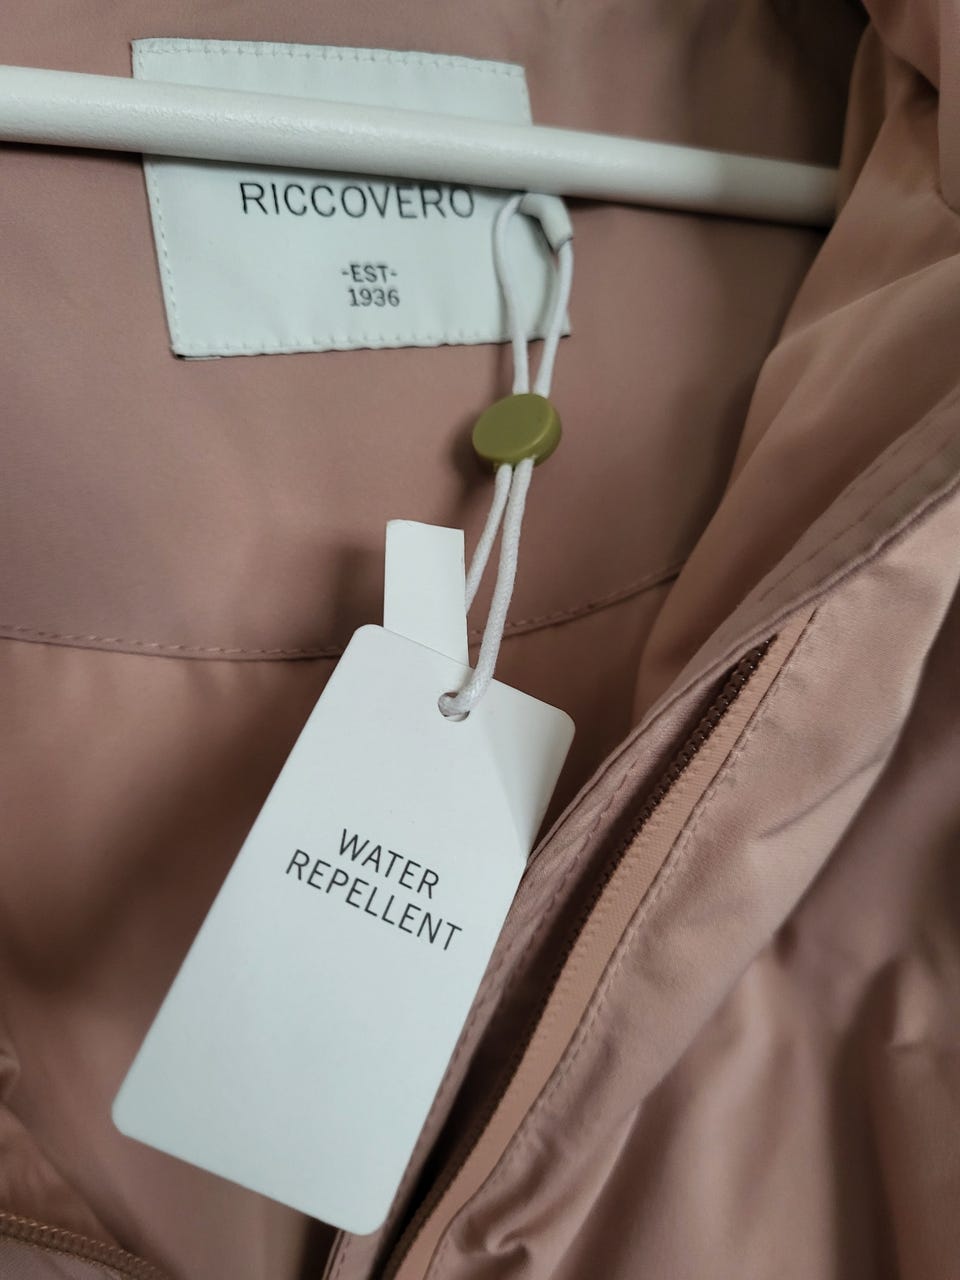 RICCOVERO
-EST-
1936
WATER
REPELLENT